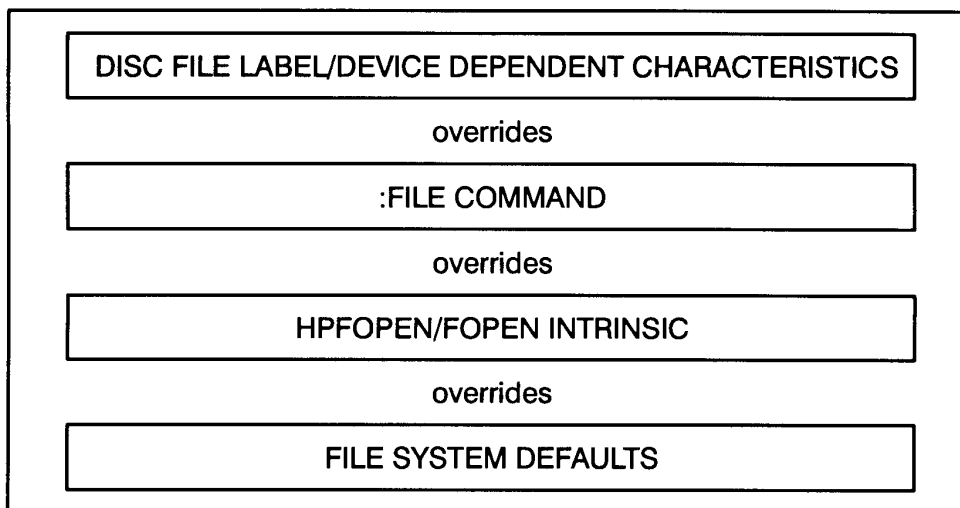 DISC FILE LABEL/DEVICE DEPENDENT CHARACTERISTICS
overrides
:FILE COMMAND
overrides
HPFOPEN/FOPEN INTRINSIC
overrides
FILE SYSTEM DEFAULTS